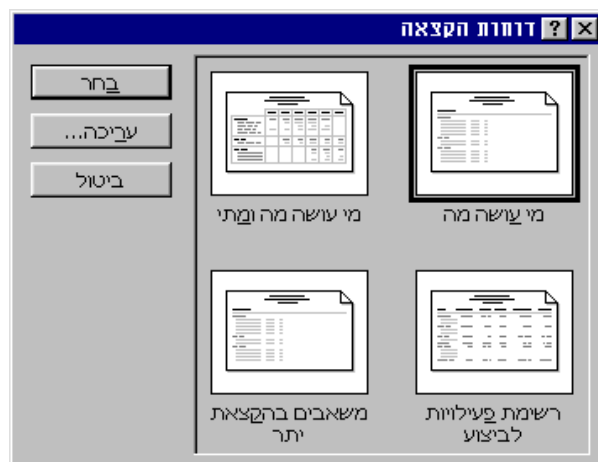 דוחות הקצאה
בחר
עריכה...
ביטול
מי עושה מה
מי עושה מה ומתי
רשימת פעילויות
לביצוע
משאבים בהקצאת
יתר